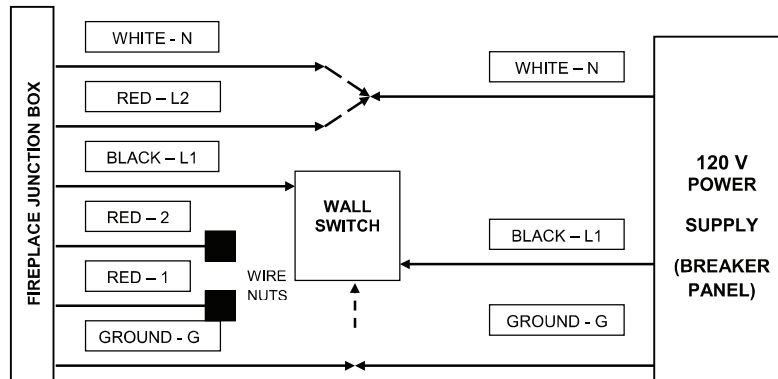 FIREPLACE JUNCTION BOX
WHITE - N
RED – L2
BLACK – L1
RED – 2
RED – 1
GROUND - G
WIRE
NUTS
WALL
SWITCH
WHITE – N
BLACK – L1
GROUND - G
120 V
POWER
SUPPLY
(BREAKER
PANEL)